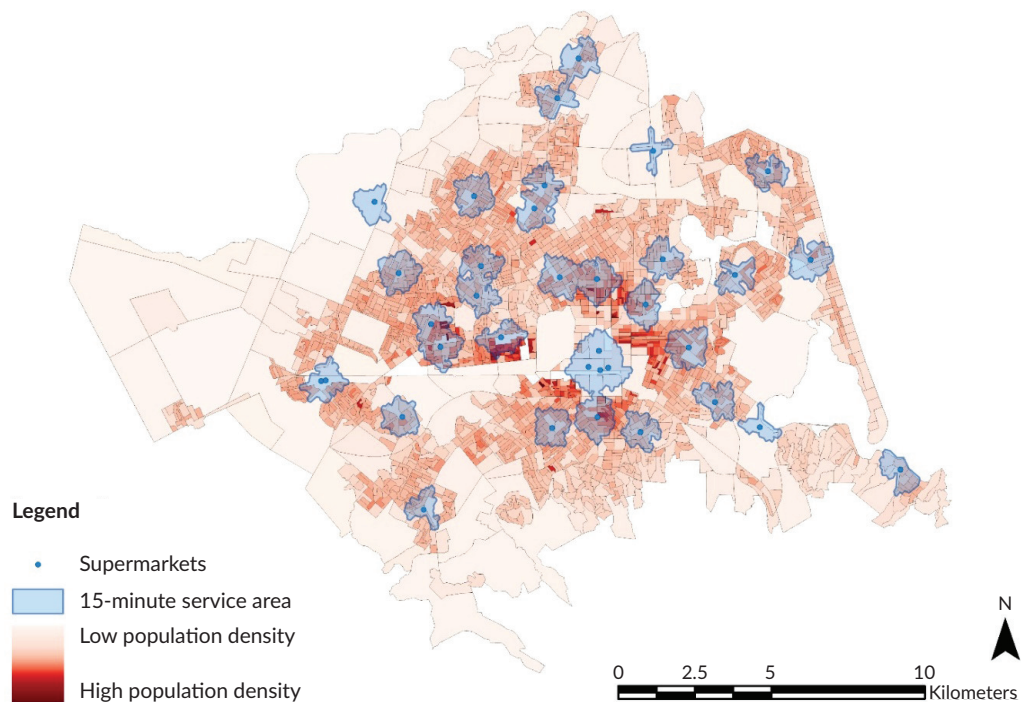 Legend
Supermarkets
15-minute service area
Low population density
High population density
N
0 2.5 5 10
Kilometers